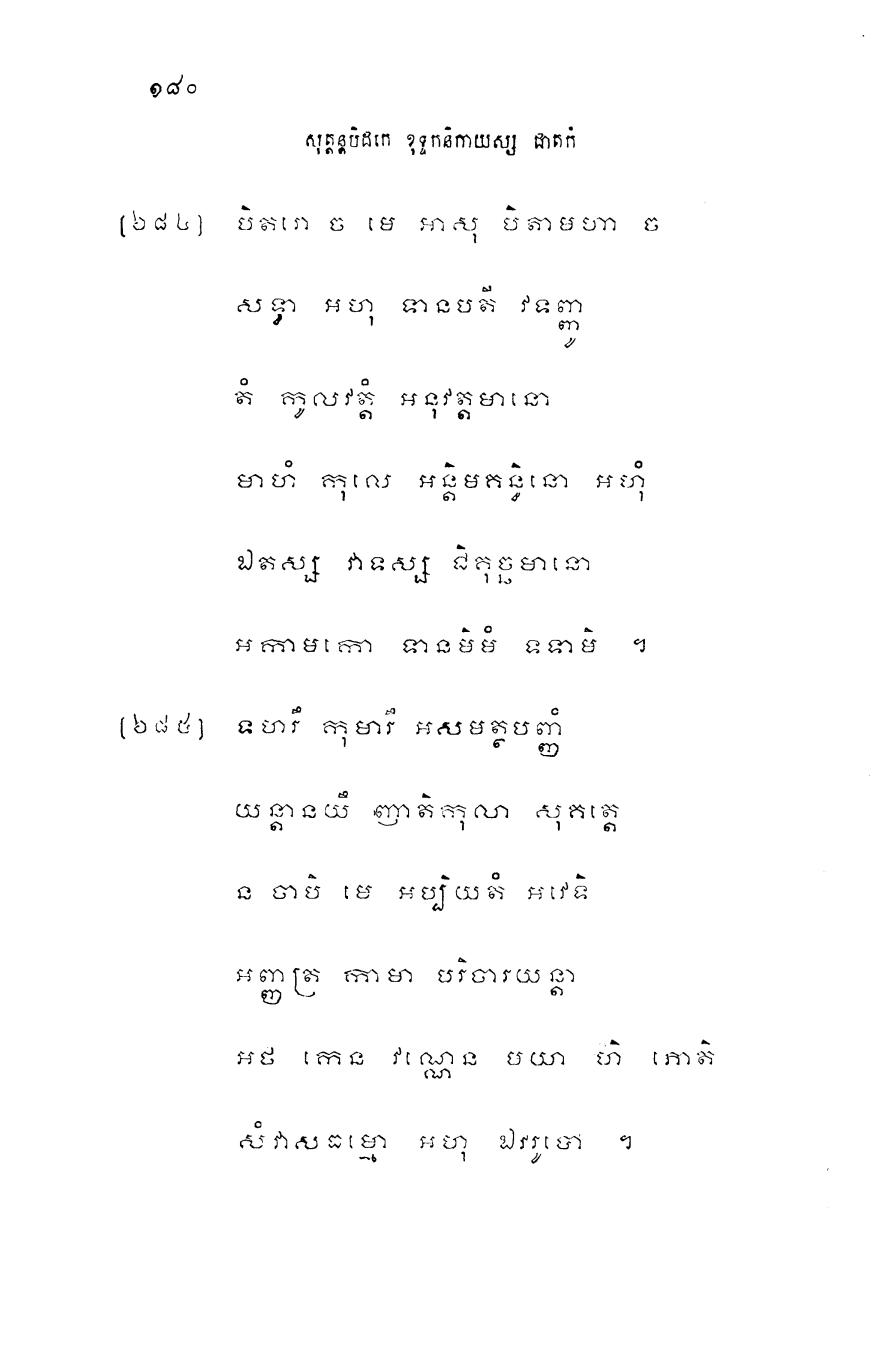 ១៨០
សុត្តន្តបិដកេ ខុទ្ទកនិកាយស្ស ជាតកំ
(៦៨៤) បិតរោ ច មេ អាសុ បិតាមហា ច
សទ្ធា អហុ ទានបតី វទញ្ញូ
តំ កូលវត្តំ អនុវត្តមានោ
មាហំ កុលេ អន្តិមគន្ធិនោ អហុំ
ឯតស្ស វាទស្ស ជិគុច្ឆមានោ
អកាមកោ ទានមិមំ ទទាមិ ។
(៦៨៥) ទហរឹ កុមារឹ អសមត្ថបញ្ញំ
យន្តានយឹ ញាតិកុលា សុគត្តេ
ន ចាបិ មេ អប្បិយតំ អវេទិ
អញ្ញត្រ កាមា បរិចារយន្តា
អថ កេន វណ្ណេន មយា ហិ ភោតិ
សំវាសធម្មោ អហុ ឯវរូបោ ។